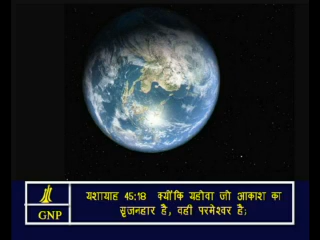 यशायाह 45:18 क्योंकि यहोवा जो आकाश का
सृजनहार है, वही परमेश्वर है;
GNP